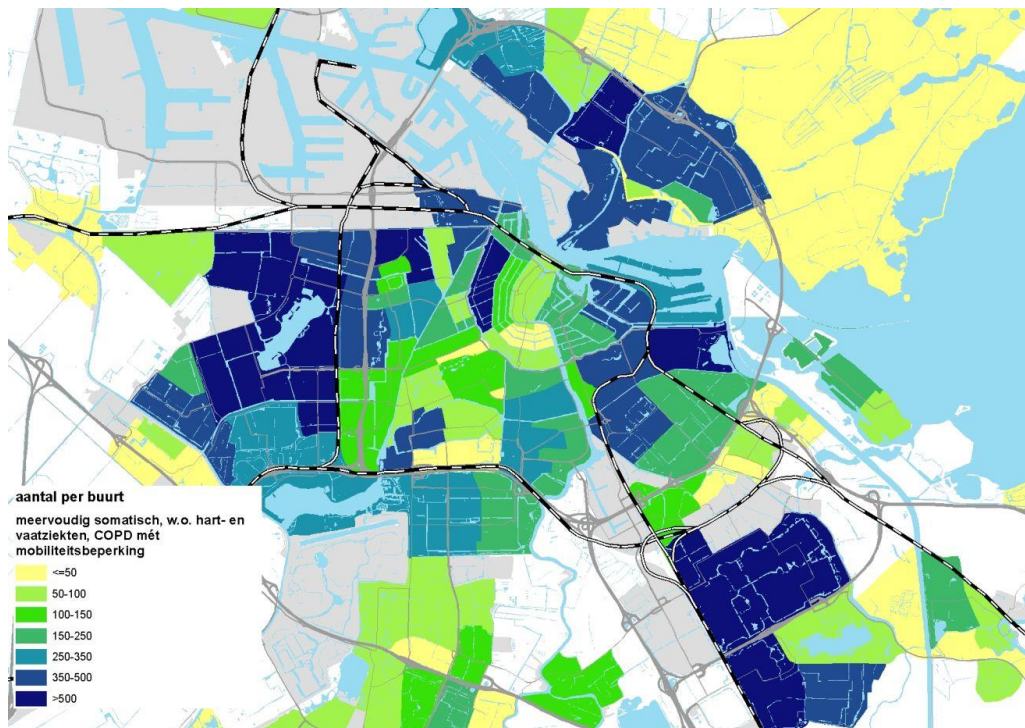 aantal per buurt
meervoudig somatisch, w.o. hart- en
vaatziekten, COPD mét
mobiliteitsbeperking
<=50
50-100
100-150
150-250
250-350
350-500
>500